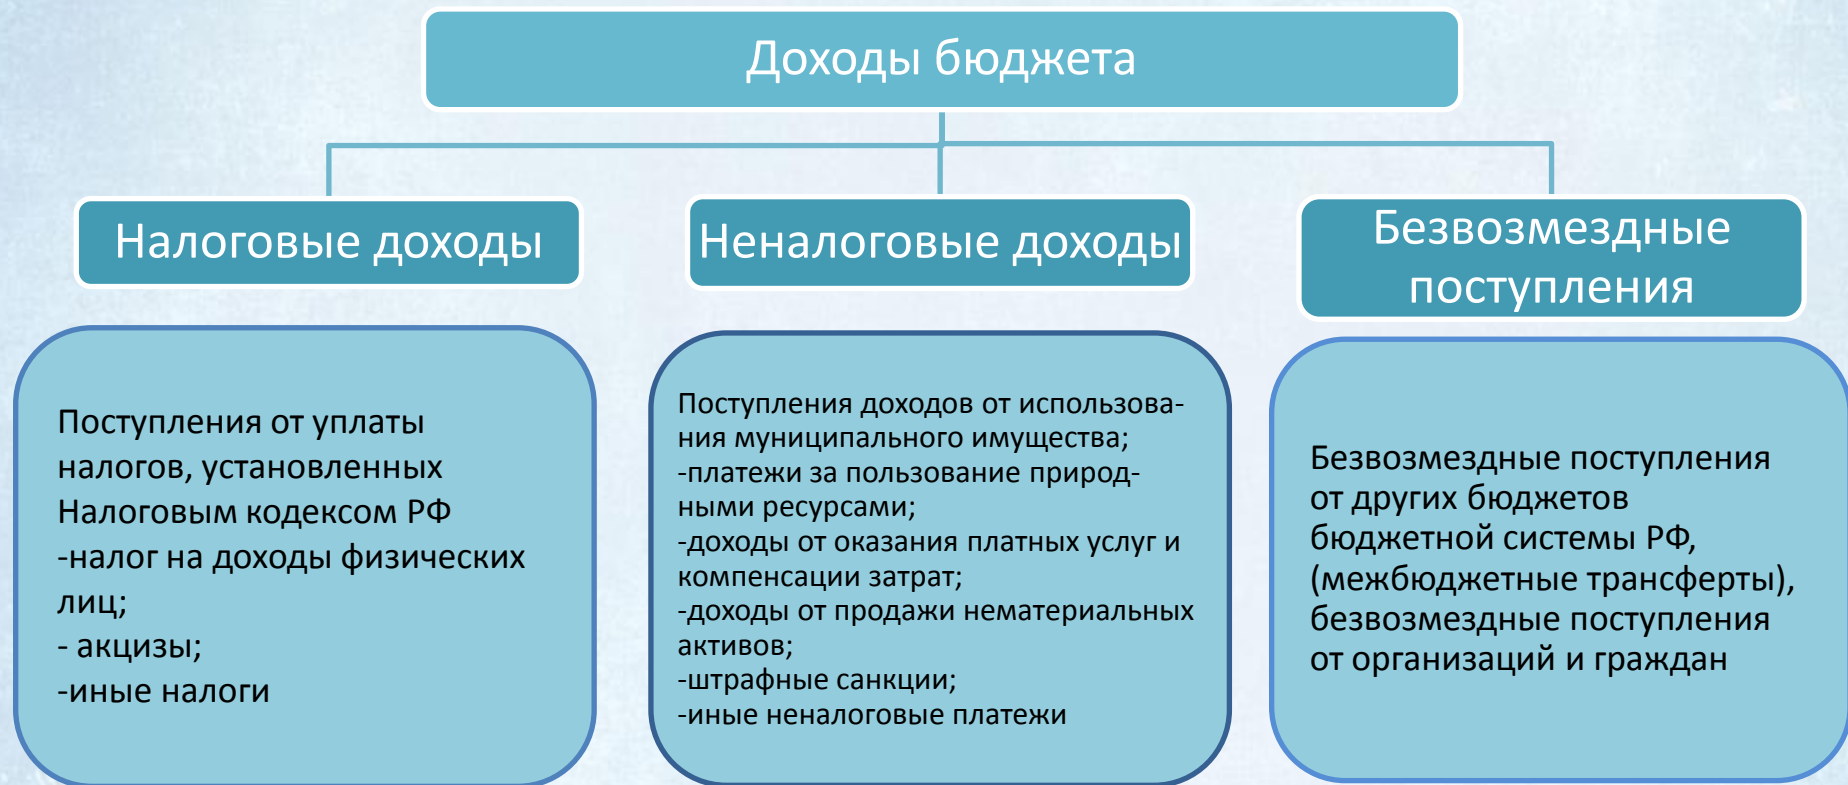 Доходы бюджета
Налоговые доходы
Неналоговые доходы
Безвозмездные
поступления
Поступления от уплаты
налогов, установленных
Налоговым кодексом РФ
-налог на доходы физических
лиц;
- акцизы;
-иные налоги
Поступления доходов от использова-
ния муниципального имущества;
-платежи за пользование природ-
ными ресурсами;
-доходы от оказания платных услуг и
компенсации затрат;
-доходы от продажи нематериальных
активов;
-штрафные санкции;
-иные неналоговые платежи
Безвозмездные поступления
от других бюджетов
бюджетной системы РФ,
(межбюджетные трансферты),
безвозмездные поступления
от организаций и граждан